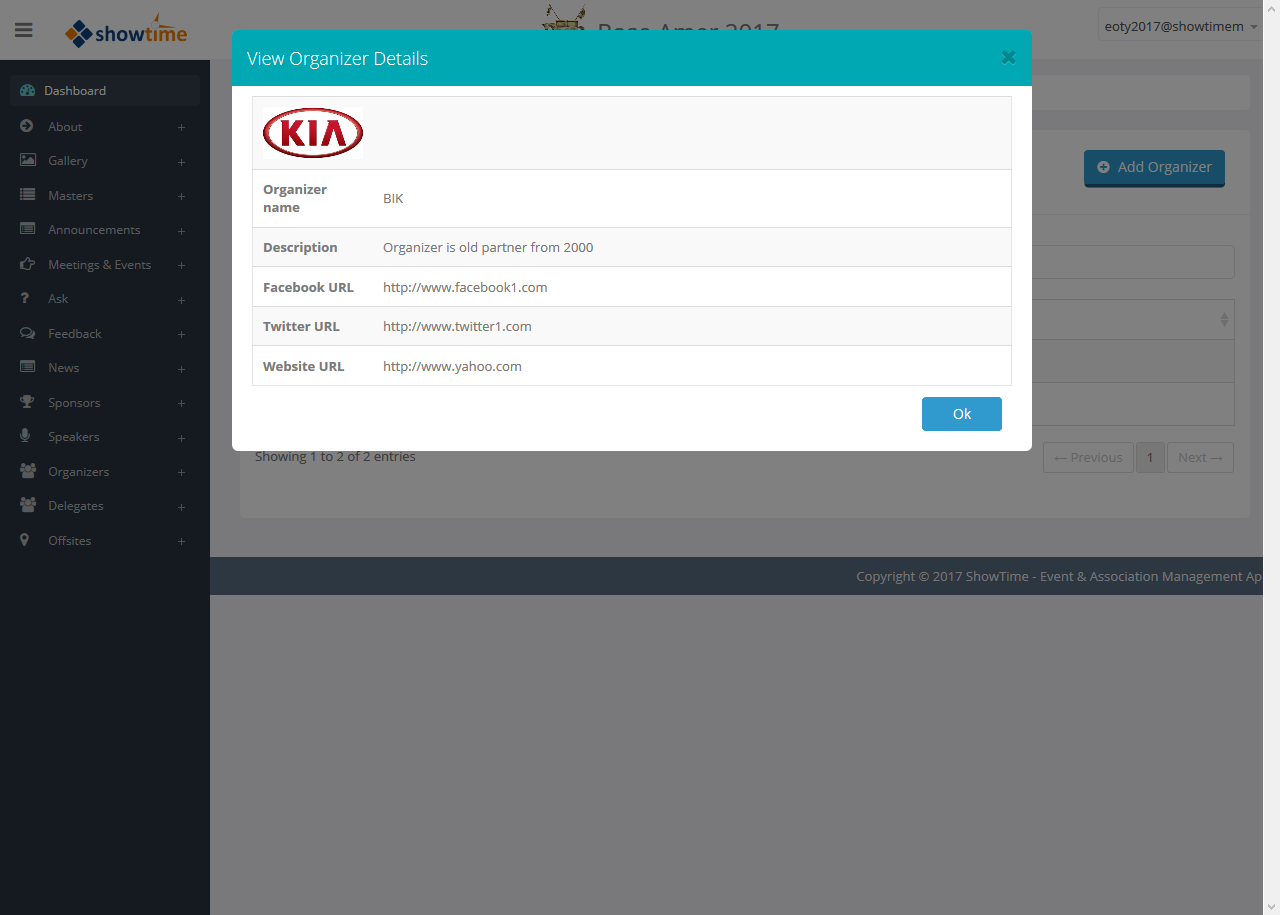 showtime
Rose Amer 2017
eoty2017@showtimem
View Organizer Details
Dashboard
About
Gallery
Masters
Announcements
Meetings & Events
Ask
Feedback
News
Sponsors
Speakers
Organizers
Delegates
Offsites
KIA
Organizer name
BIK
Description
Organizer is old partner from 2000
Facebook URL
http://www.facebook1.com
Twitter URL
http://www.twitter1.com
Website URL
http://www.yahoo.com
Ok
Add Organizer
Showing 1 to 2 of 2 entries
← Previous
1
Next →
Copyright © 2017 ShowTime - Event & Association Management Ap